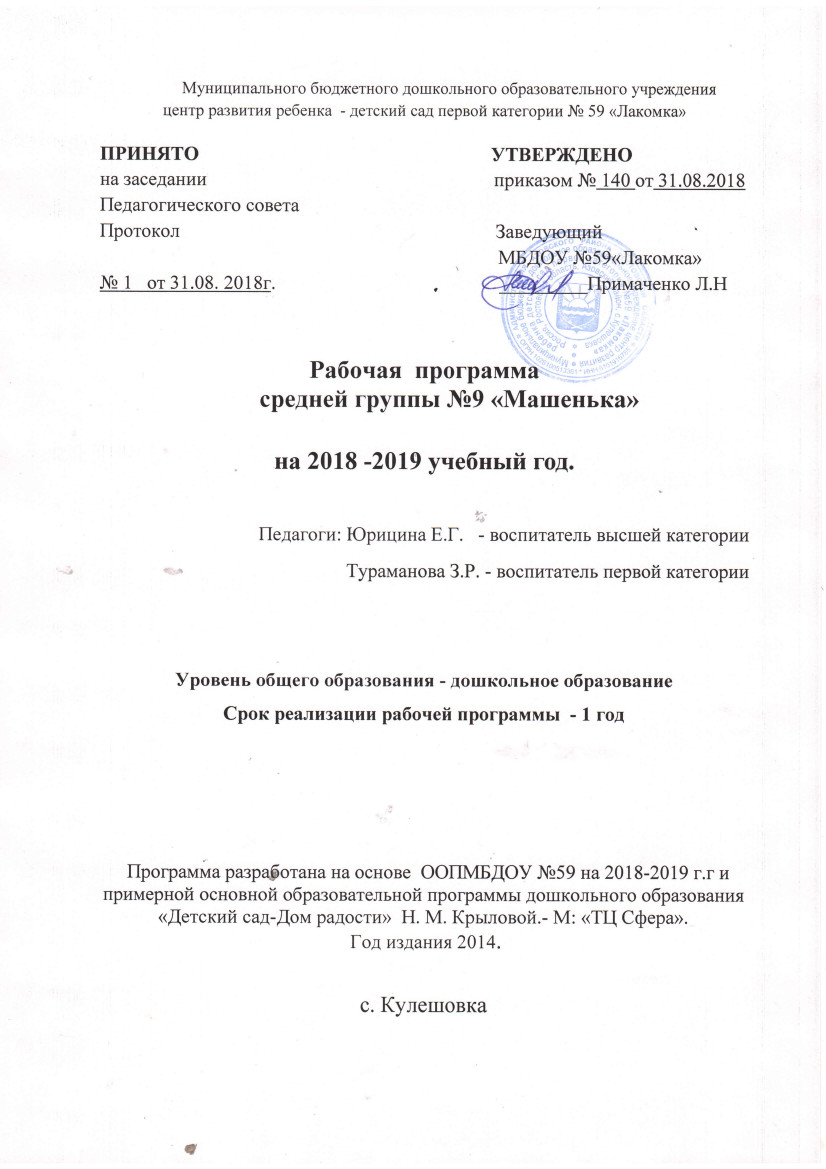 Муниципального бюджетного дошкольного образовательного учреждения
центр развития ребенка - детский сад первой категории № 59 «Лакомка»
ПРИНЯТО УТВЕРЖДЕНО
на заседании приказом № 140 от 31.08.2018
Педагогического совета
Протокол Заведующий
МБДОУ №59«Лакомка»
№ 1 от 31.08. 2018г. _________Примаченко Л.Н
Рабочая программа
средней группы №9 «Машенька»
на 2018 -2019 учебный год.
Педагоги: Юрицина Е.Г. - воспитатель высшей категории
Тураманова З.Р. - воспитатель первой категории
Уровень общего образования - дошкольное образование
Срок реализации рабочей программы - 1 год
Программа разработана на основе ООПМБДОУ №59 на 2018-2019 г.г и
примерной основной образовательной программы дошкольного образования
«Детский сад-Дом радости» Н. М. Крыловой.- М: «ТЦ Сфера».
Год издания 2014.
с. Кулешовка